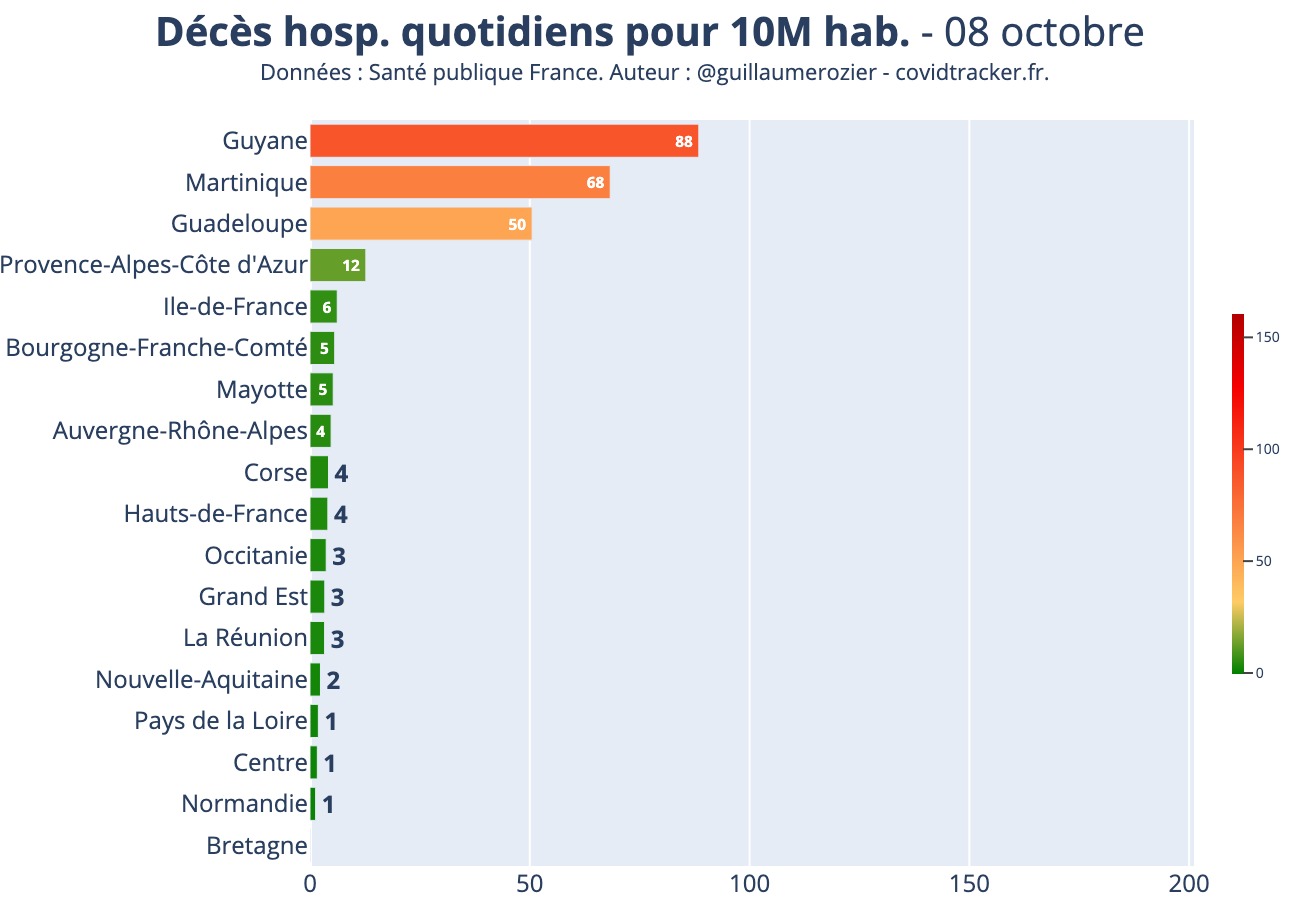 Décès hosp. quotidiens pour 10M hab. - 08 octobre
Données : Santé publique France. Auteur : @guillaumerozier - covidtracker.fr.
Guyane 88
Martinique 68
Guadeloupe 50
Provence-Alpes-Côte d'Azur 12
Ile-de-France 6
Bourgogne-Franche-Comté 5
Mayotte 5
Auvergne-Rhône-Alpes 4
Corse 4
Hauts-de-France 4
Occitanie 3
Grand Est 3
La Réunion 3
Nouvelle-Aquitaine 2
Pays de la Loire 1
Centre 1
Normandie 1
Bretagne
0 50 100 150 200
150
100
50
0